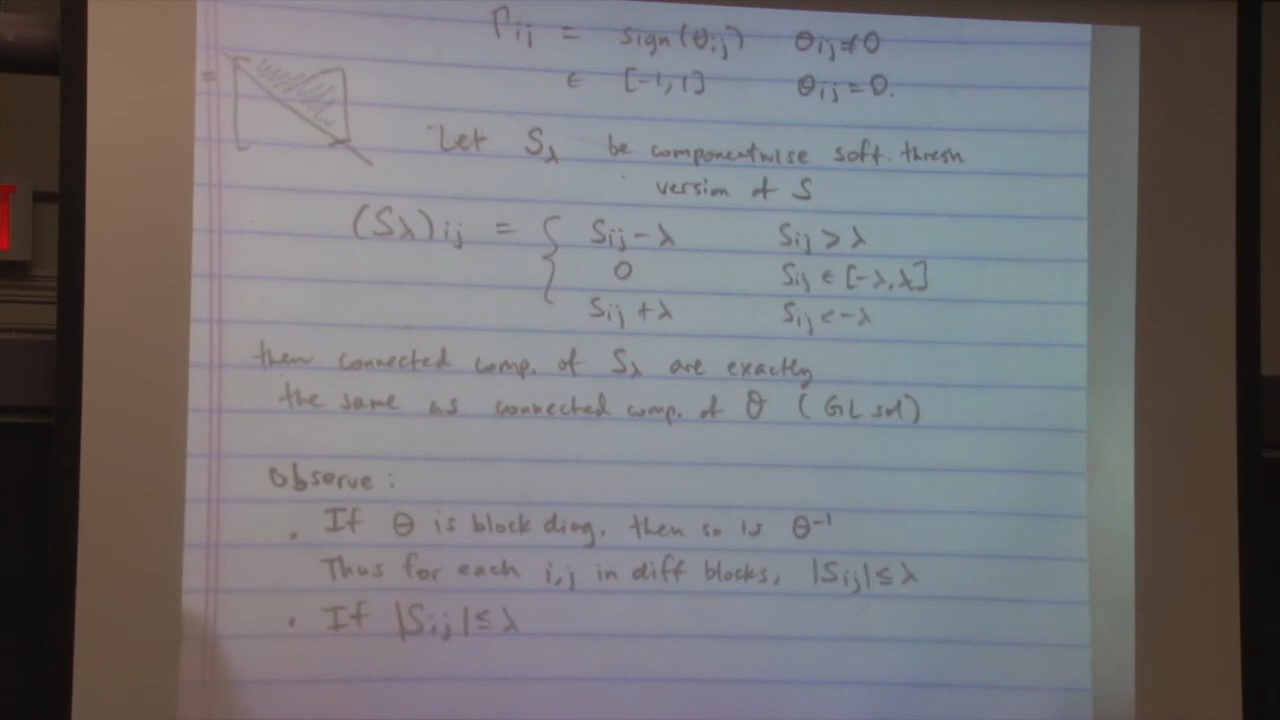 Γij = sign(θij) θij≠0
∈ [-1,1] θij=0.
=
Let Sλ be componentwise soft. thresh
version of S
(Sλ)ij = { Sij-λ Sij > λ
0 Sij ∈ [-λ,λ]
Sij +λ Sij < -λ
then connected comp. of Sλ are exactly
the same as connected comp. of θ (GL sol)
Observe:
. If θ is block diag. then so is θ⁻¹
Thus for each i,j in diff blocks, |Sij| ≤ λ
. If |Sij| ≤ λ